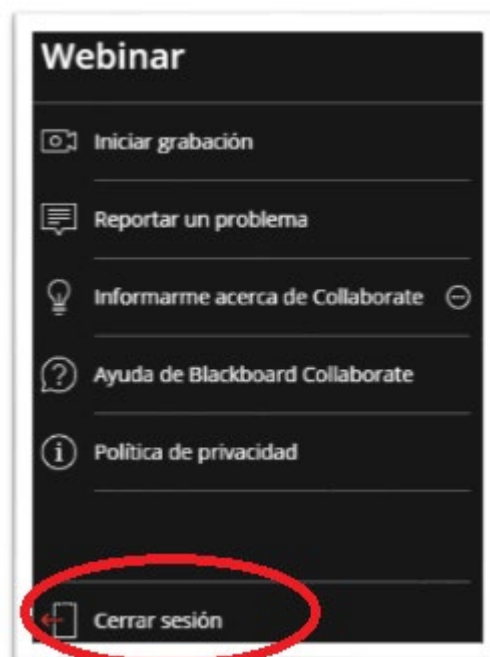 Webinar
Iniciar grabación
Reportar un problema
Informarme acerca de Collaborate
Ayuda de Blackboard Collaborate
Política de privacidad
Cerrar sesión